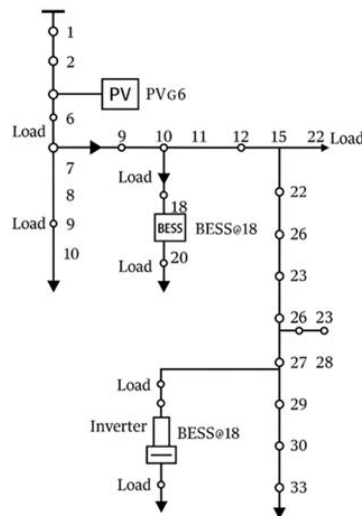 1
2
PV PVG6
6
Load
7
9 10 11 12 15 22 Load
8
Load 9
10
Load
18
BESS BESS@18
Load 20
22
26
23
26 23
27 28
Load
29
Inverter BESS@18
30
Load
33